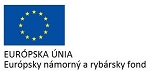 EURÓPSKA ÚNIA
Európsky námorný a rybársky fond